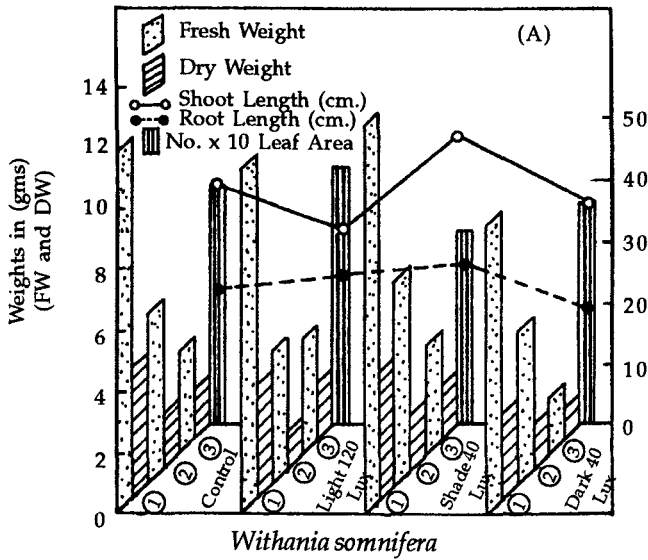 Fresh Weight
(A)
Dry Weight
Shoot Length (cm.)
Root Length (cm.)
No. x 10 Leaf Area
Weights in (gms)
(FW and DW)
14
12
10
8
6
4
2
0
50
40
30
20
10
0
1 2 3 Control
1 2 3 Light 120 Lux
1 2 3 Shade 40 Lux
1 2 3 Dark 40 Lux
Withania somnifera